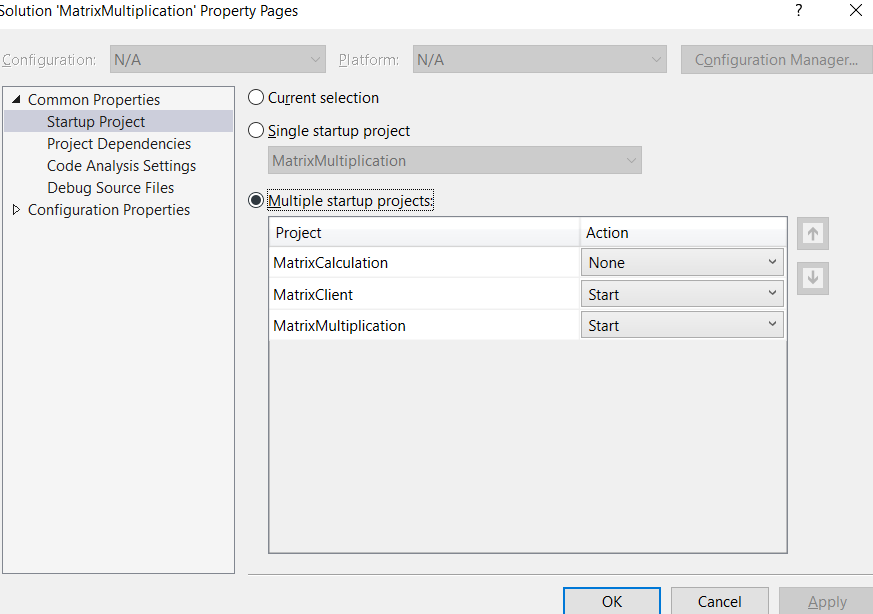 Solution 'MatrixMultiplication' Property Pages
?
Configuration: N/A Platform: N/A Configuration Manager...
Common Properties
Startup Project
Project Dependencies
Code Analysis Settings
Debug Source Files
Configuration Properties
Current selection
Single startup project
MatrixMultiplication
Multiple startup projects:
Project Action
MatrixCalculation None
MatrixClient Start
MatrixMultiplication Start
OK Cancel Apply